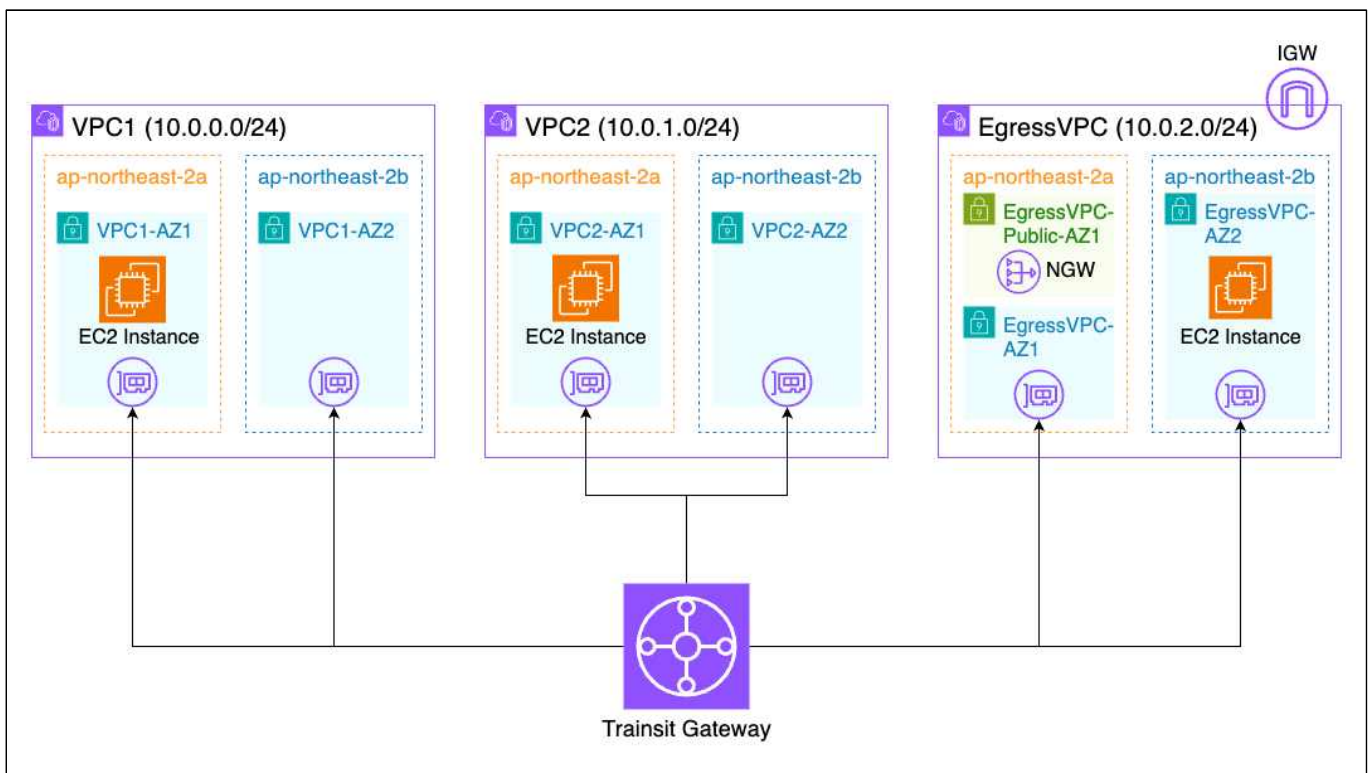 IGW
VPC1 (10.0.0.0/24)
ap-northeast-2a
VPC1-AZ1
EC2 Instance
ap-northeast-2b
VPC1-AZ2
VPC2 (10.0.1.0/24)
ap-northeast-2a
VPC2-AZ1
EC2 Instance
ap-northeast-2b
VPC2-AZ2
EgressVPC (10.0.2.0/24)
ap-northeast-2a
EgressVPC-
Public-AZ1
NGW
EgressVPC-
AZ1
ap-northeast-2b
EgressVPC-
AZ2
EC2 Instance
Trainsit Gateway